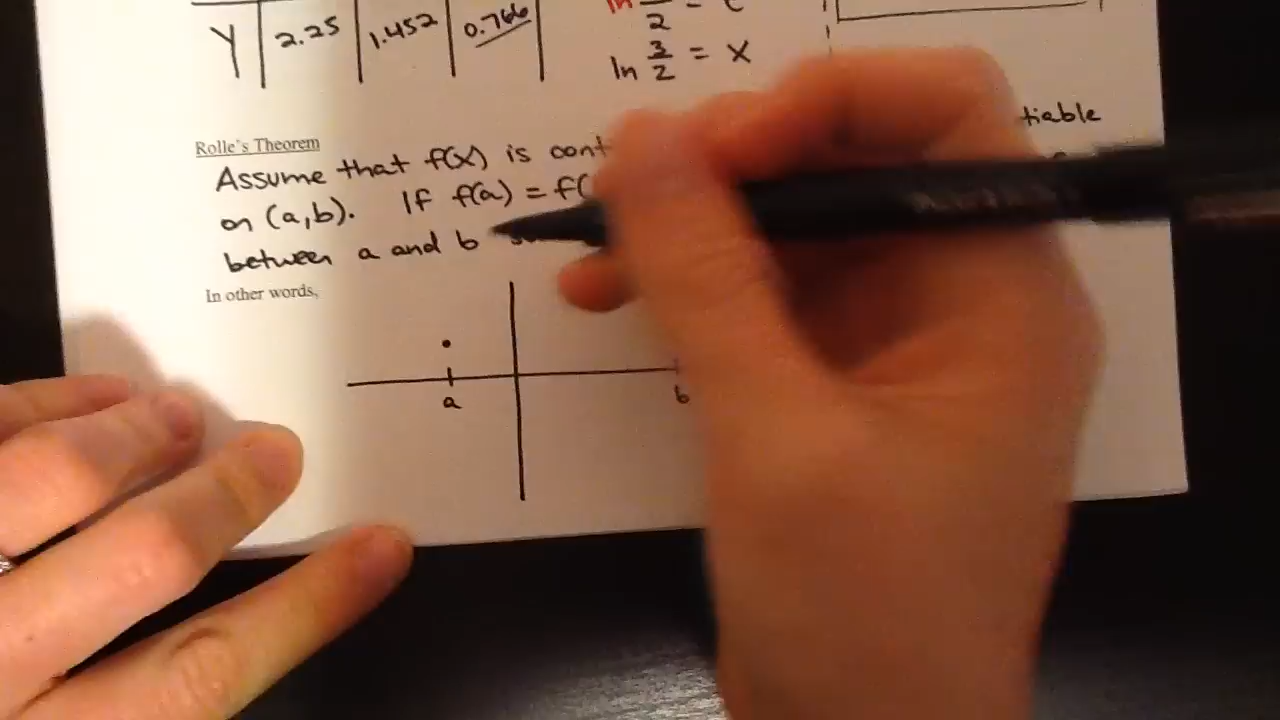 Y 2.25 1.452 0.766
ln 2 =
ln 3/2 = x
Rolle's Theorem
Assume that f(x) is cont tiable
on (a,b). If f(a) = f(
between a and b
In other words,
a b